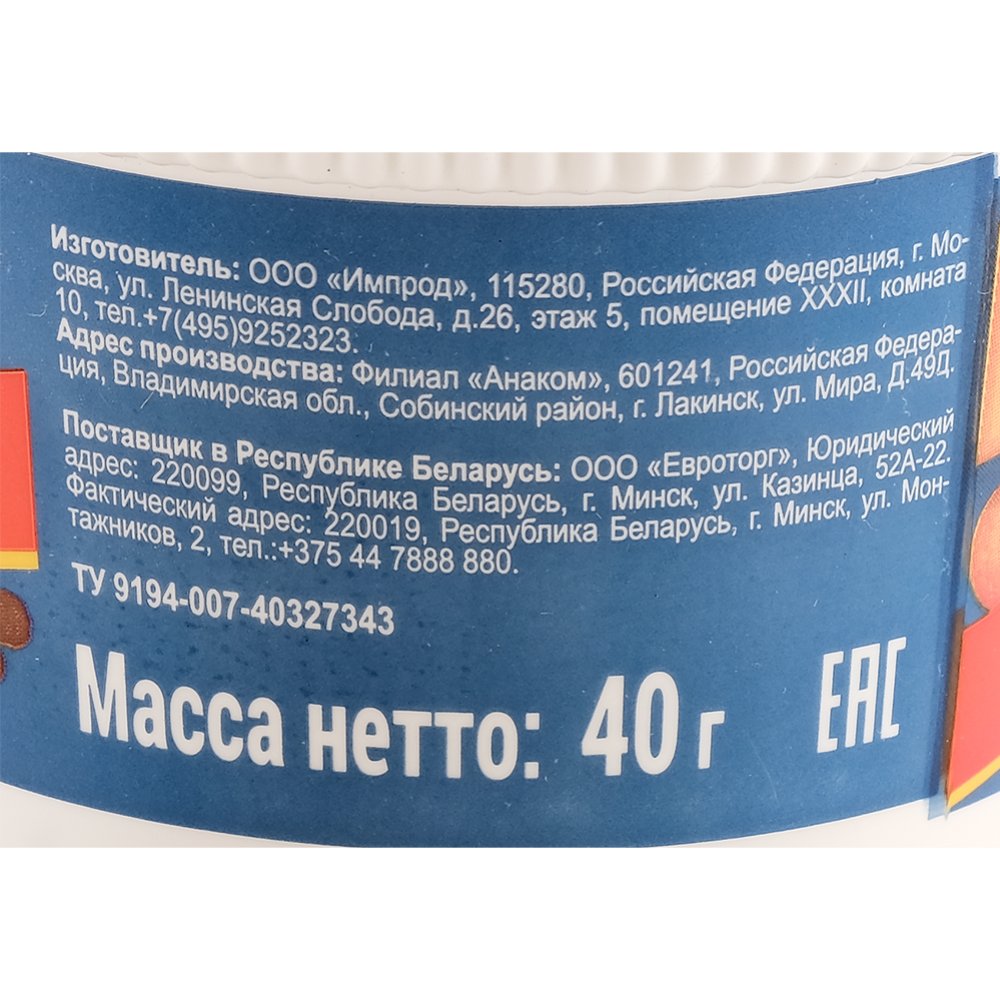 Изготовитель: ООО «Импрод», 115280, Российская Федерация, г. Мо-
сква, ул. Ленинская Слобода, д.26, этаж 5, помещение XXXII, комната
10, тел.+7(495)9252323.
Адрес производства: Филиал «Анаком», 601241, Российская Федера-
ция, Владимирская обл., Собинский район, г. Лакинск, ул. Мира, Д.49Д.
Поставщик в Республике Беларусь: ООО «Евроторг», Юридический
адрес: 220099, Республика Беларусь, г. Минск, ул. Казинца, 52А-22.
Фактический адрес: 220019, Республика Беларусь, г. Минск, ул. Мон-
тажников, 2, тел.:+375 44 7888 880.
ТУ 9194-007-40327343
Масса нетто: 40 г
EAC